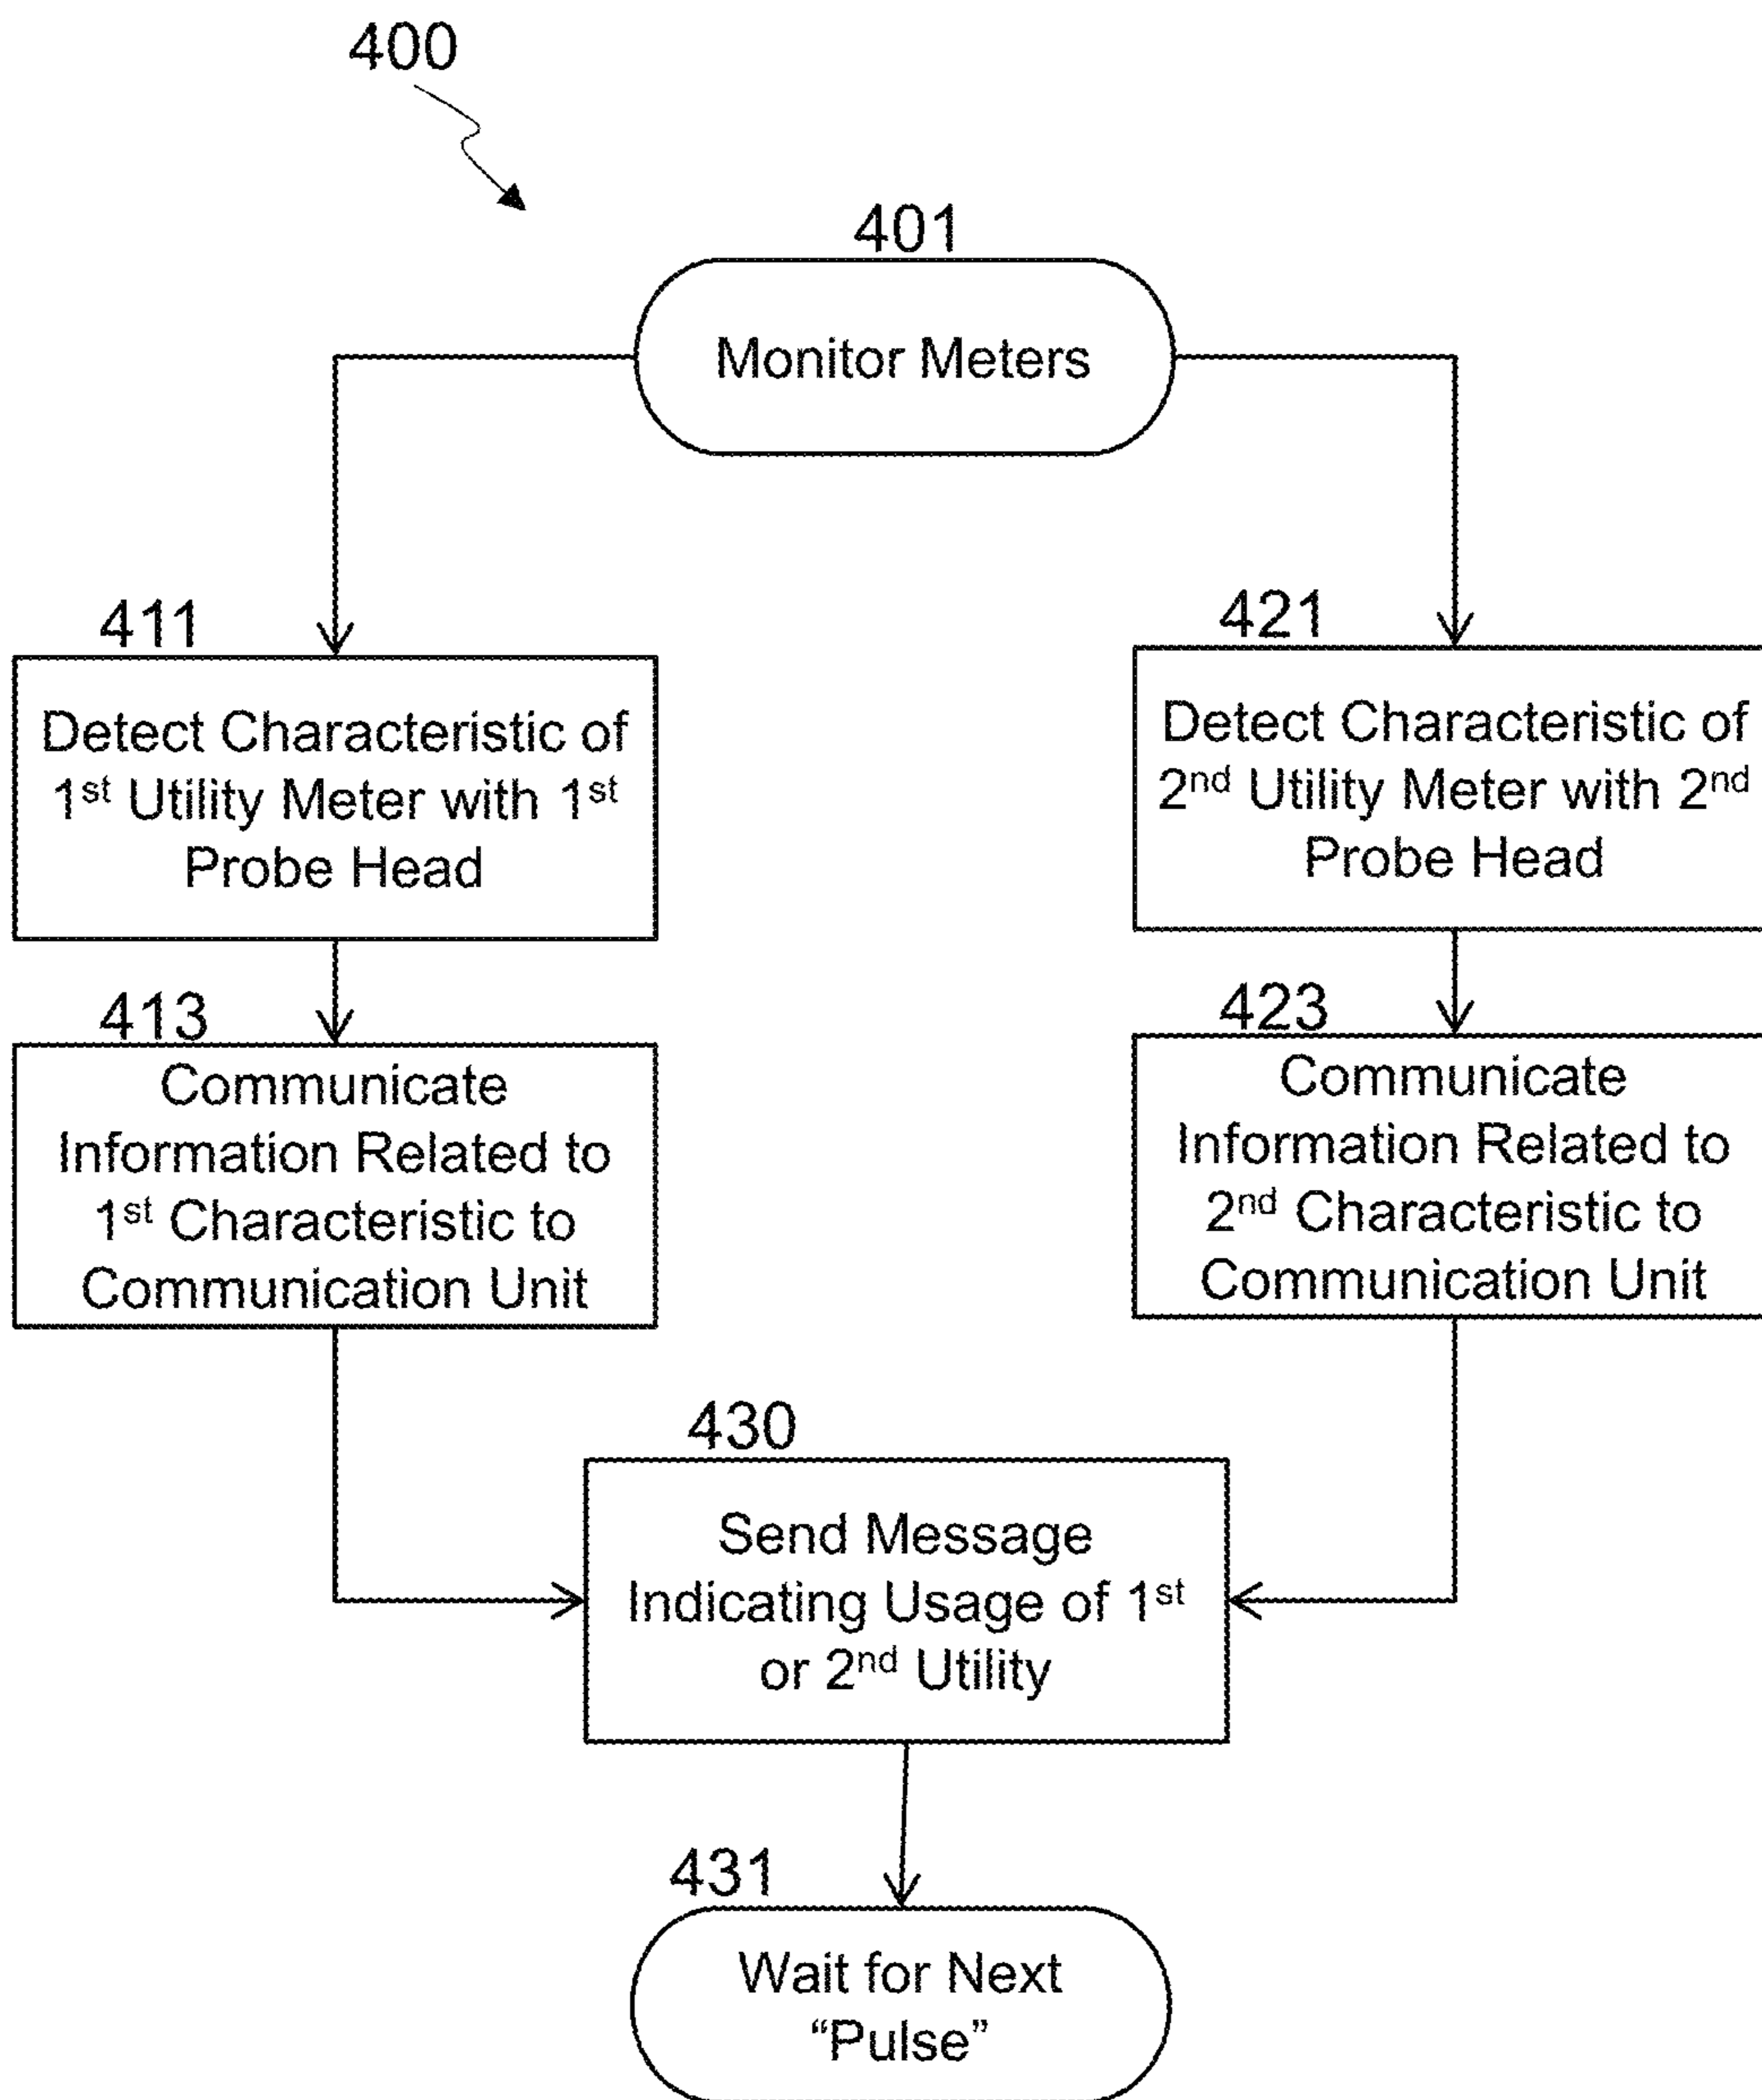 400
401
Monitor Meters
411
Detect Characteristic of
1st Utility Meter with 1st
Probe Head
421
Detect Characteristic of
2nd Utility Meter with 2nd
Probe Head
413
Communicate
Information Related to
1st Characteristic to
Communication Unit
423
Communicate
Information Related to
2nd Characteristic to
Communication Unit
430
Send Message
Indicating Usage of 1st
or 2nd Utility
431
Wait for Next
“Pulse”